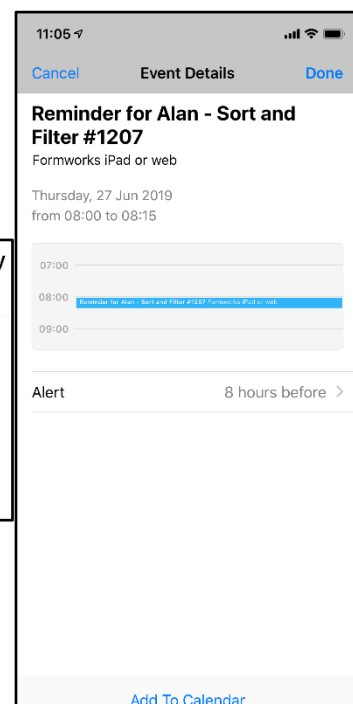 11:05
Cancel Event Details Done
Reminder for Alan - Sort and
Filter #1207
Formworks iPad or web
Thursday, 27 Jun 2019
from 08:00 to 08:15
y
07:00
08:00 Reminder for Alan - Sort and Filter #1207 Formworks iPad or web
09:00
Alert 8 hours before
Add To Calendar